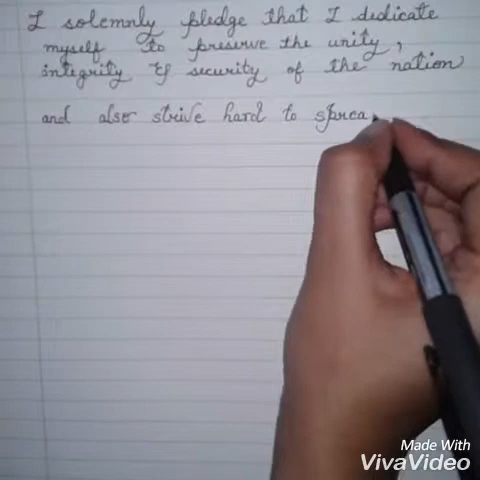 I solemnly pledge that I dedicate
myself to preserve the unity,
integrity & security of the nation
and also strive hard to sprea
Made With
VivaVideo